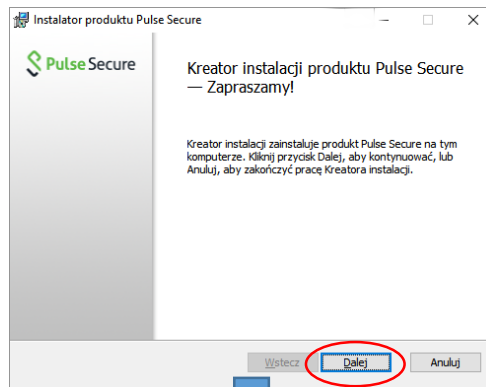 Instalator produktu Pulse Secure
Pulse Secure
Kreator instalacji produktu Pulse Secure
— Zapraszamy!
Kreator instalacji zainstaluje produkt Pulse Secure na tym
komputerze. Kliknij przycisk Dalej, aby kontynuować, lub
Anuluj, aby zakończyć pracę Kreatora instalacji.
Wstecz Dalej Anuluj